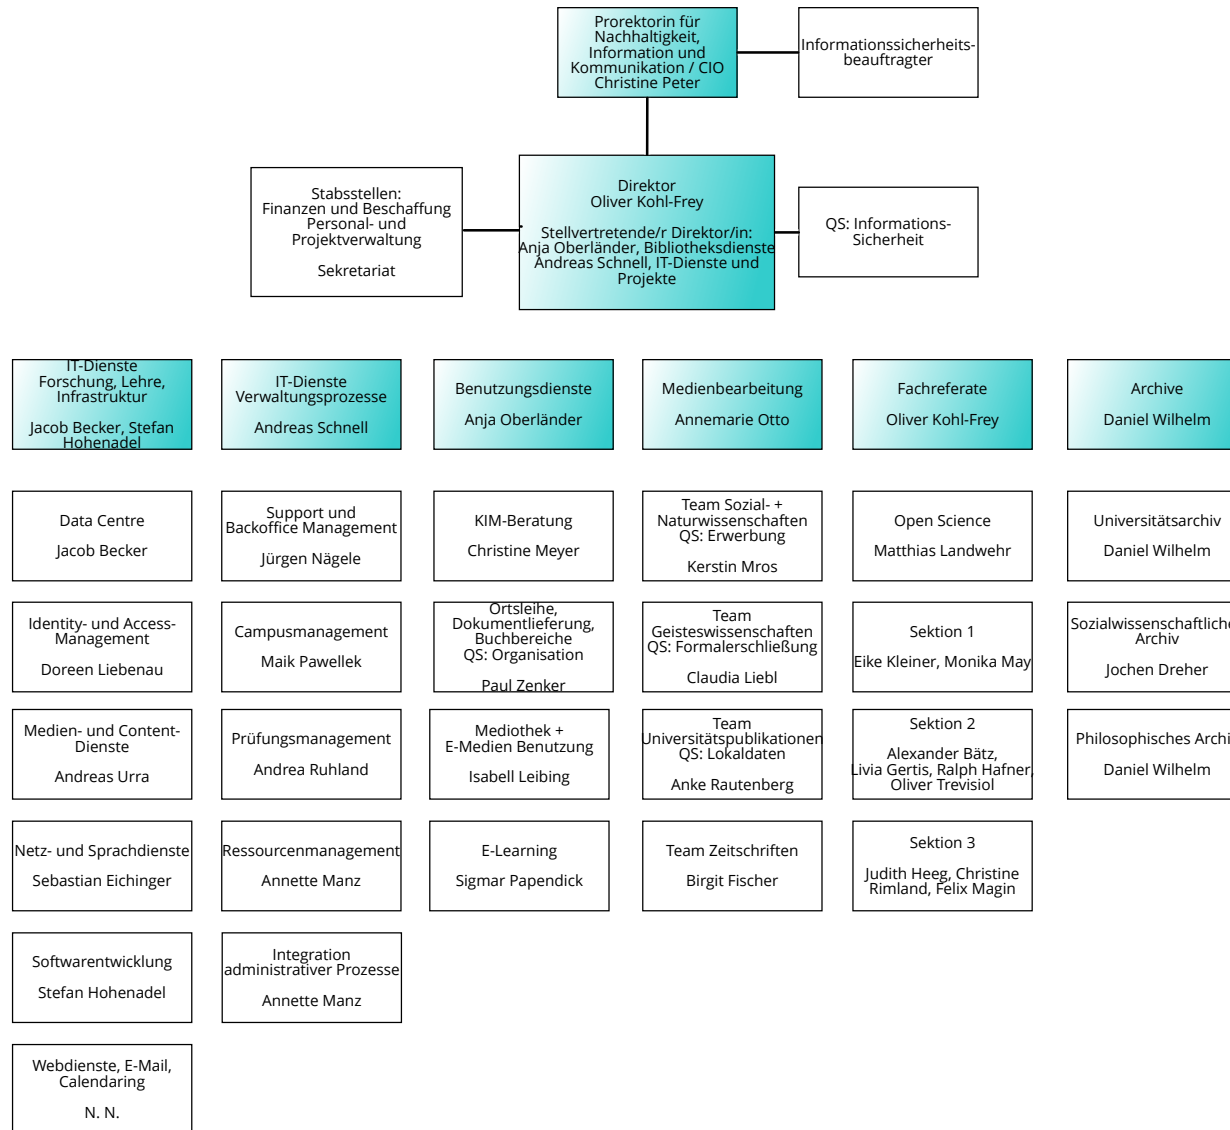 Prorektorin für
Nachhaltigkeit,
Information und
Kommunikation / CIO
Christine Peter
Informationssicherheits-
beauftragter
Stabsstellen:
Finanzen und Beschaffung
Personal- und
Projektverwaltung
Sekretariat
Direktor
Oliver Kohl-Frey
Stellvertretende/r Direktor/in:
Anja Oberländer, Bibliotheksdienste
Andreas Schnell, IT-Dienste und
Projekte
QS: Informations-
Sicherheit
IT-Dienste
Forschung, Lehre,
Infrastruktur
Jacob Becker, Stefan
Hohenadel
IT-Dienste
Verwaltungsprozesse
Andreas Schnell
Benutzungsdienste
Anja Oberländer
Medienbearbeitung
Annemarie Otto
Fachreferate
Oliver Kohl-Frey
Archive
Daniel Wilhelm
Data Centre
Jacob Becker
Support und
Backoffice Management
Jürgen Nägele
KIM-Beratung
Christine Meyer
Team Sozial- +
Naturwissenschaften
QS: Erwerbung
Kerstin Mros
Open Science
Matthias Landwehr
Universitätsarchiv
Daniel Wilhelm
Identity- und Access-
Management
Doreen Liebenau
Campusmanagement
Maik Pawellek
Ortsleihe,
Dokumentlieferung,
Buchbereiche
QS: Organisation
Paul Zenker
Team
Geisteswissenschaften
QS: Formalerschließung
Claudia Liebl
Sektion 1
Eike Kleiner, Monika May
Sozialwissenschaftliche
Archiv
Jochen Dreher
Medien- und Content-
Dienste
Andreas Urra
Prüfungsmanagement
Andrea Ruhland
Mediothek +
E-Medien Benutzung
Isabell Leibing
Team
Universitätspublikationen
QS: Lokaldaten
Anke Rautenberg
Sektion 2
Alexander Bätz,
Livia Gertis, Ralph Hafner,
Oliver Trevisiol
Philosophisches Archi
Daniel Wilhelm
Netz- und Sprachdienste
Sebastian Eichinger
Ressourcenmanagement
Annette Manz
E-Learning
Sigmar Papendick
Team Zeitschriften
Birgit Fischer
Sektion 3
Judith Heeg, Christine
Rimland, Felix Magin
Softwarentwicklung
Stefan Hohenadel
Integration
administrativer Prozesse
Annette Manz
Webdienste, E-Mail,
Calendaring
N. N.